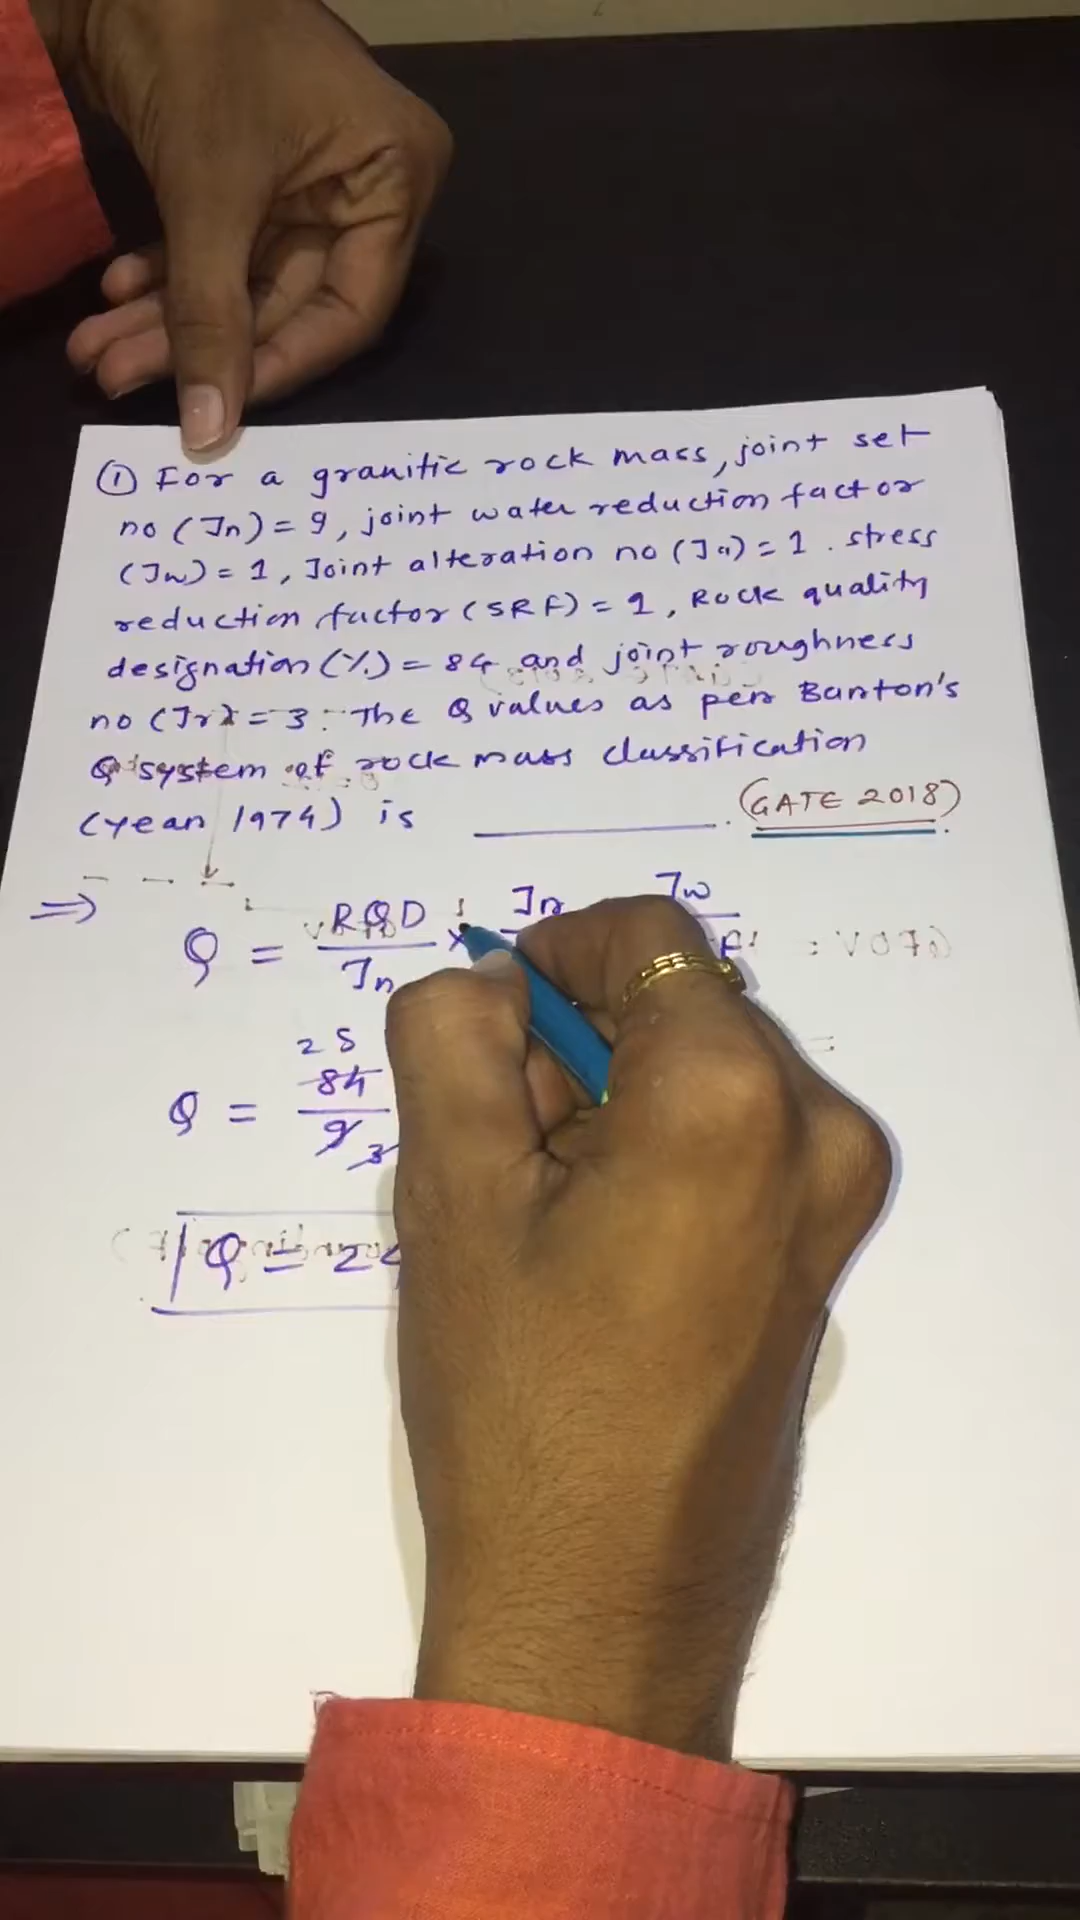 ① For a granitic rock mass, joint set
no (Jn) = 9, joint water reduction factor
(Jw) = 1, Joint alteration no (Ja) = 1. stress
reduction factor (SRF) = 1, Rock quality
designation (%) = 84 and joint roughness
no (Jr) = 3. The Q values as per Barton's
Q system of rock mass classification
(year 1974) is ______. (GATE 2018).
⇒ Q = RQD / Jn × Jr Jw
28
Q = 84 / 9 3
Q = 2